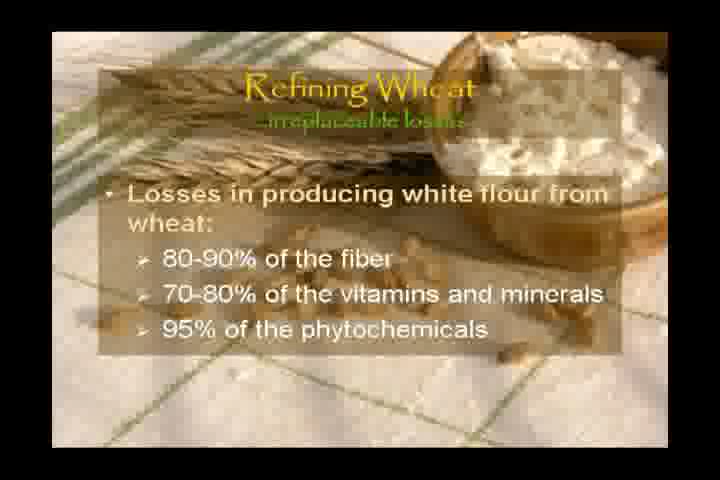 Refining Wheat
...irreplaceable losses
• Losses in producing white flour from
wheat:
➢ 80-90% of the fiber
➢ 70-80% of the vitamins and minerals
➢ 95% of the phytochemicals